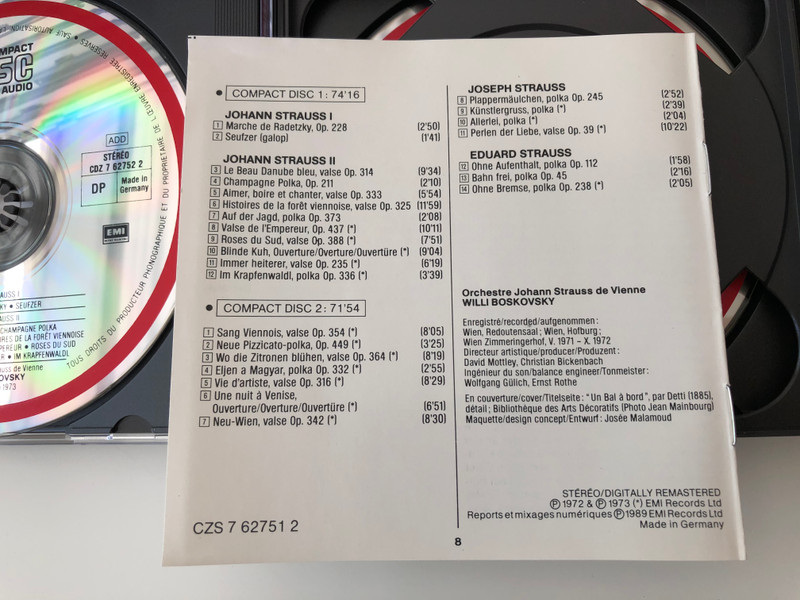 COMPACT
DISC
AUDIO
ADD
STÉRÉO
CDZ 7 62752 2
DP
Made in
Germany
EMI
TOUS DROITS DU PRODUCTEUR PHONOGRAPHIQUE ET DU PROPRIETAIRE DE L'ŒUVRE ENREGISTREE RESERVES • SAUF AUTORISATION
SEUFZER
CHAMPAGNE POLKA
ROSES DU SUD
IM KRAPFENWALDL
1973
COMPACT DISC 1 : 74'16
JOHANN STRAUSS I
1 Marche de Radetzky, Op. 228 (2'50)
2 Seufzer (galop) (1'41)
JOHANN STRAUSS II
3 Le Beau Danube bleu, valse Op. 314 (9'34)
4 Champagne Polka, Op. 211 (2'10)
5 Aimer, boire et chanter, valse Op. 333 (5'54)
6 Histoires de la forêt viennoise, valse Op. 325 (11'59)
7 Auf der Jagd, polka Op. 373 (2'08)
8 Valse de l'Empereur, Op. 437 (*) (10'11)
9 Roses du Sud, valse Op. 388 (*) (7'51)
10 Blinde Kuh, Ouverture/Overture/Ouvertüre (*) (9'04)
11 Immer heiterer, valse Op. 235 (*) (6'19)
12 Im Krapfenwaldl, polka Op. 336 (*) (3'39)
COMPACT DISC 2 : 71'54
1 Sang Viennois, valse Op. 354 (*) (8'05)
2 Neue Pizzicato-polka, Op. 449 (*) (3'25)
3 Wo die Zitronen blühen, valse Op. 364 (*) (8'19)
4 Eljen a Magyar, polka Op. 332 (*) (2'55)
5 Vie d'artiste, valse Op. 316 (*) (8'29)
6 Une nuit à Venise,
Ouverture/Overture/Ouvertüre (*) (6'51)
7 Neu-Wien, valse Op. 342 (*) (8'30)
CZS 7 62751 2
JOSEPH STRAUSS
8 Plappermäulchen, polka Op. 245 (2'52)
9 Künstlergruss, polka (*) (2'39)
10 Allerlei, polka (*) (2'04)
11 Perlen der Liebe, valse Op. 39 (*) (10'22)
EDUARD STRAUSS
12 Ohne Aufenthalt, polka Op. 112 (1'58)
13 Bahn frei, polka Op. 45 (2'16)
14 Ohne Bremse, polka Op. 238 (*) (2'05)
Orchestre Johann Strauss de Vienne
WILLI BOSKOVSKY
Enregistré/recorded/aufgenommen :
Wien, Redoutensaal ; Wien, Hofburg ;
Wien Zimmeringerhof, V. 1971 - X. 1972
Directeur artistique/producer/Produzent :
David Mottley, Christian Bickenbach
Ingénieur du son/balance engineer/Tonmeister :
Wolfgang Gülich, Ernst Rothe
En couverture/cover/Titelseite : "Un Bal à bord", par Detti (1885),
détail ; Bibliothèque des Arts Décoratifs (Photo Jean Mainbourg)
Maquette/design concept/Entwurf : Josée Malamoud
STÉRÉO/DIGITALLY REMASTERED
Ⓟ 1972 & Ⓟ 1973 (*) EMI Records Ltd
Reports et mixages numériques Ⓟ 1989 EMI Records Ltd
Made in Germany
8